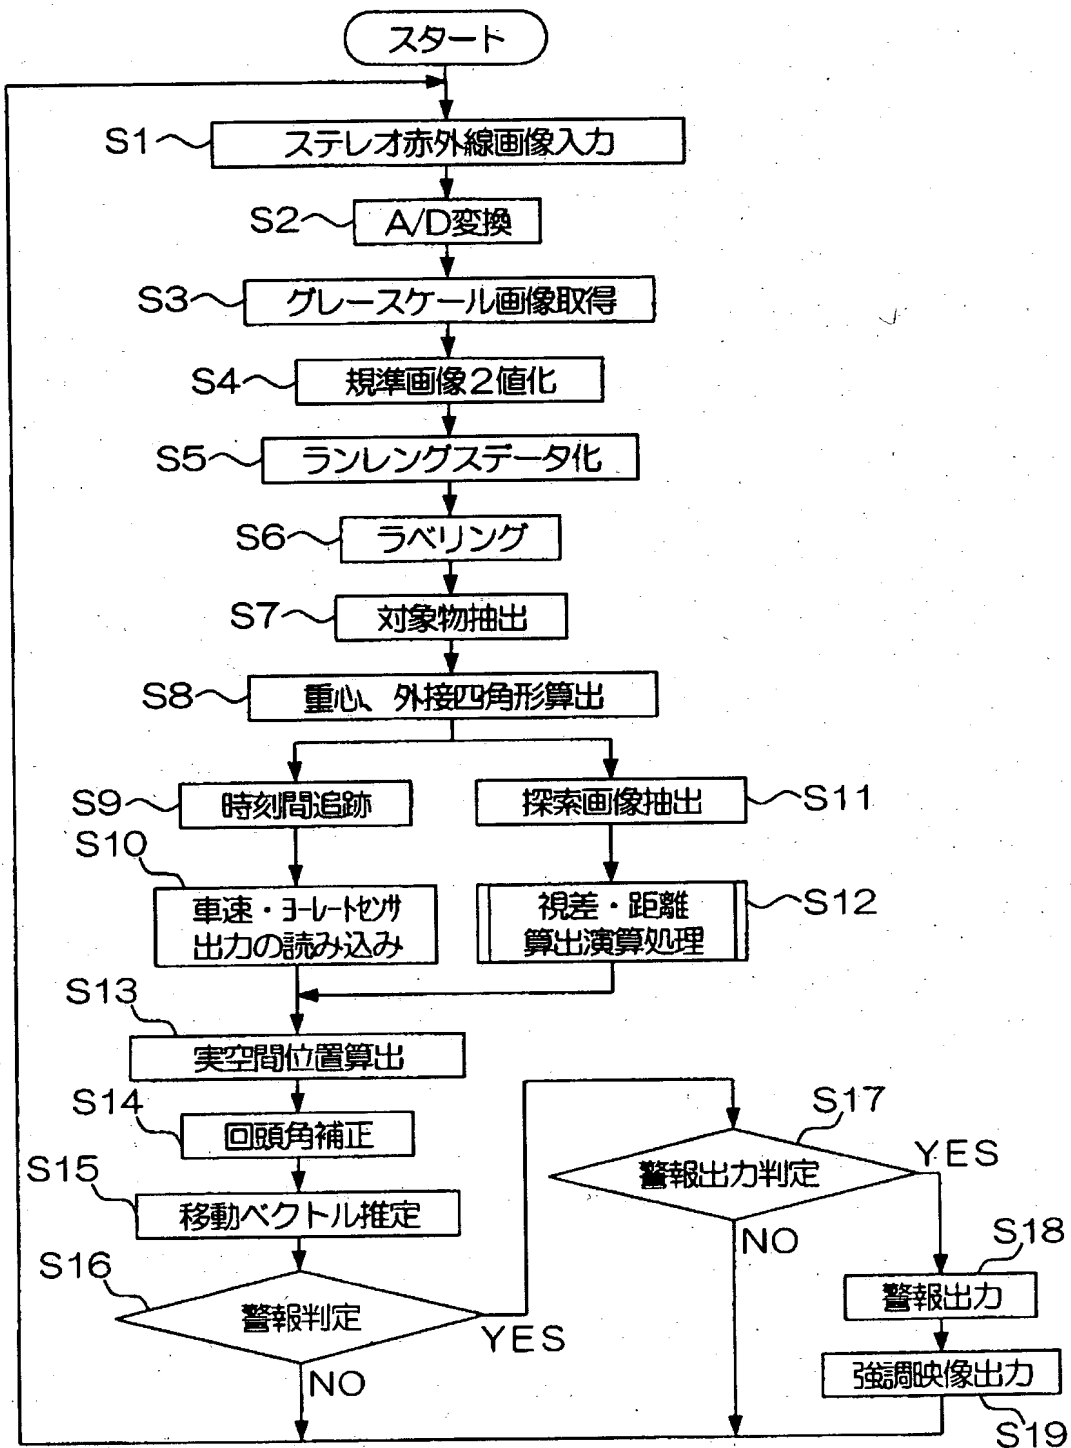 スタート
S1
ステレオ赤外線画像入力
S2
A/D変換
S3
グレースケール画像取得
S4
規準画像2値化
S5
ランレングスデータ化
S6
ラベリング
S7
対象物抽出
S8
重心、外接四角形算出
S9
時刻間追跡
探索画像抽出
S11
S10
車速・ヨーレートセンサ
出力の読み込み
視差・距離
算出演算処理
S12
S13
実空間位置算出
S14
回頭角補正
S15
移動ベクトル推定
S16
警報判定
YES
NO
S17
警報出力判定
YES
NO
S18
警報出力
強調映像出力
S19